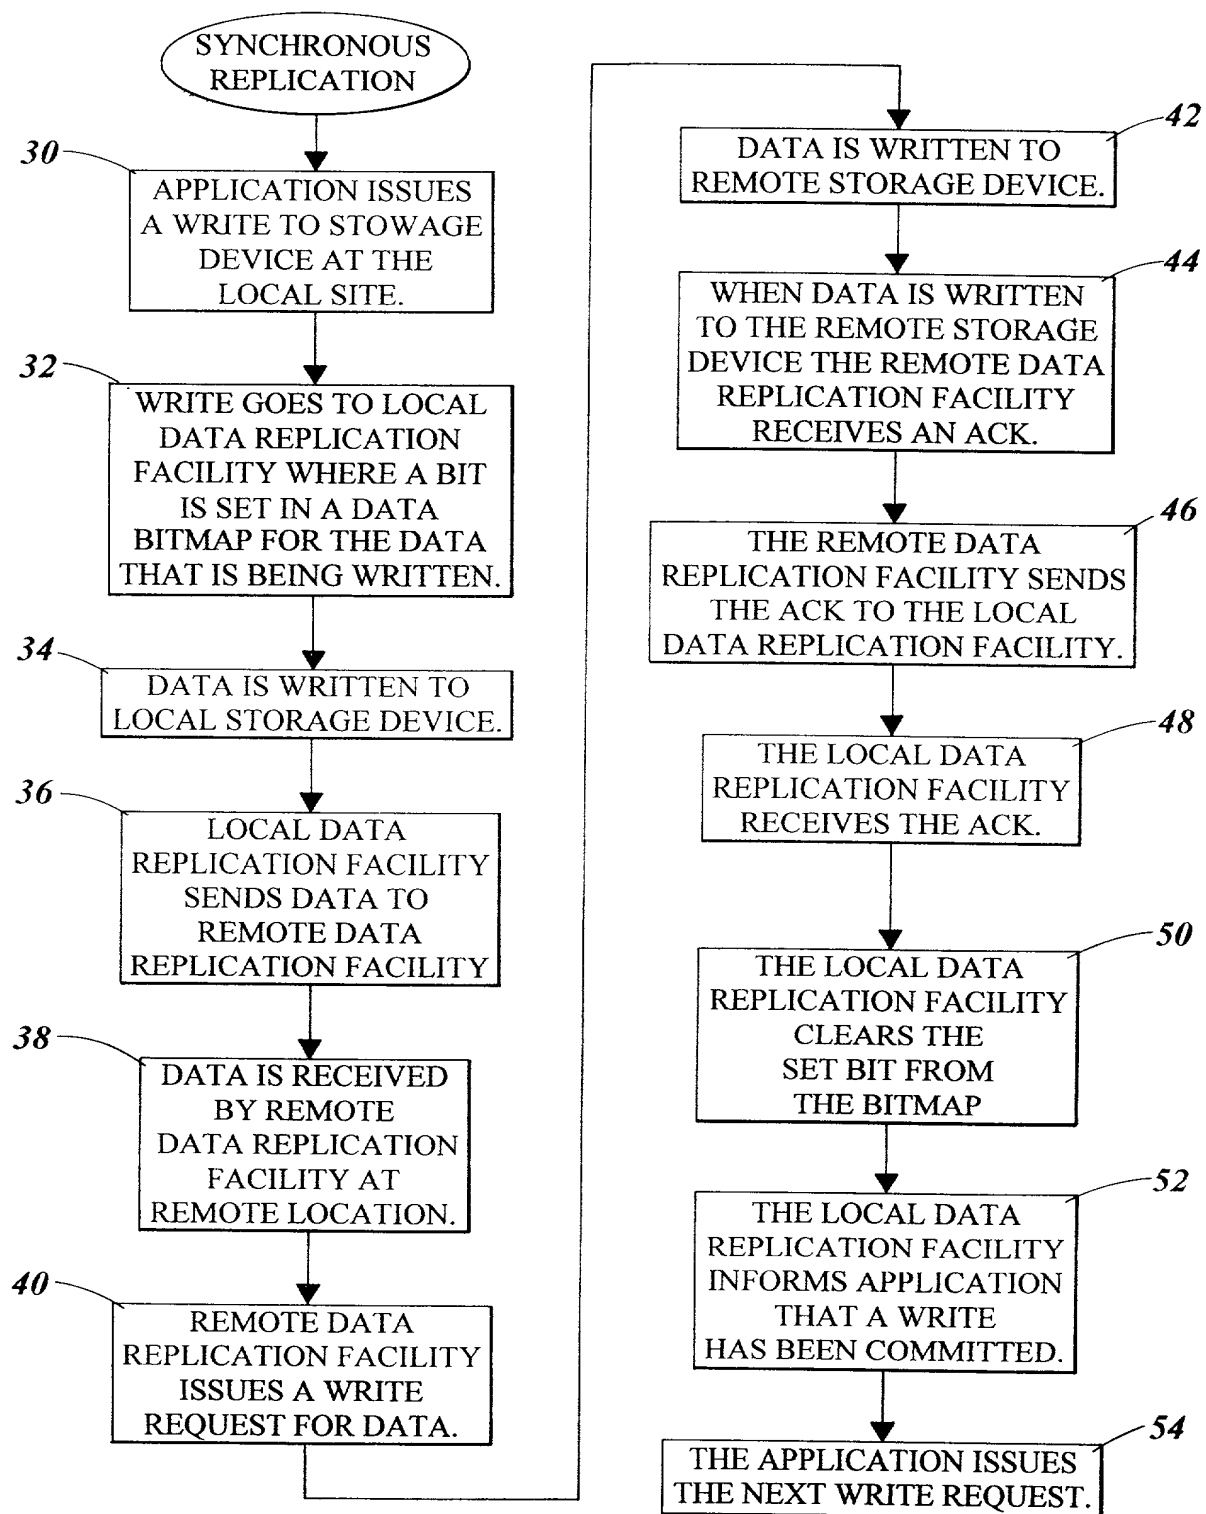 SYNCHRONOUS
REPLICATION
30
APPLICATION ISSUES
A WRITE TO STOWAGE
DEVICE AT THE
LOCAL SITE.
32
WRITE GOES TO LOCAL
DATA REPLICATION
FACILITY WHERE A BIT
IS SET IN A DATA
BITMAP FOR THE DATA
THAT IS BEING WRITTEN.
34
DATA IS WRITTEN TO
LOCAL STORAGE DEVICE.
36
LOCAL DATA
REPLICATION FACILITY
SENDS DATA TO
REMOTE DATA
REPLICATION FACILITY
38
DATA IS RECEIVED
BY REMOTE
DATA REPLICATION
FACILITY AT
REMOTE LOCATION.
40
REMOTE DATA
REPLICATION FACILITY
ISSUES A WRITE
REQUEST FOR DATA.
42
DATA IS WRITTEN TO
REMOTE STORAGE DEVICE.
44
WHEN DATA IS WRITTEN
TO THE REMOTE STORAGE
DEVICE THE REMOTE DATA
REPLICATION FACILITY
RECEIVES AN ACK.
46
THE REMOTE DATA
REPLICATION FACILITY SENDS
THE ACK TO THE LOCAL
DATA REPLICATION FACILITY.
48
THE LOCAL DATA
REPLICATION FACILITY
RECEIVES THE ACK.
50
THE LOCAL DATA
REPLICATION FACILITY
CLEARS THE
SET BIT FROM
THE BITMAP
52
THE LOCAL DATA
REPLICATION FACILITY
INFORMS APPLICATION
THAT A WRITE
HAS BEEN COMMITTED.
54
THE APPLICATION ISSUES
THE NEXT WRITE REQUEST.